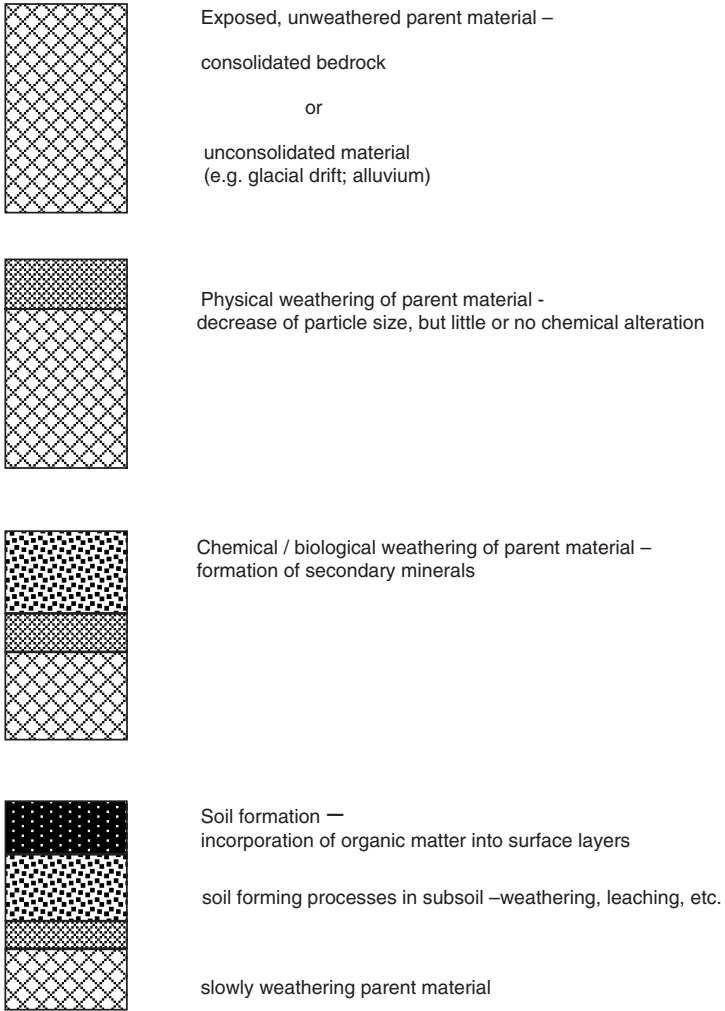 Exposed, unweathered parent material –
consolidated bedrock
or
unconsolidated material
(e.g. glacial drift; alluvium)
Physical weathering of parent material -
decrease of particle size, but little or no chemical alteration
Chemical / biological weathering of parent material –
formation of secondary minerals
Soil formation –
incorporation of organic matter into surface layers
soil forming processes in subsoil –weathering, leaching, etc.
slowly weathering parent material